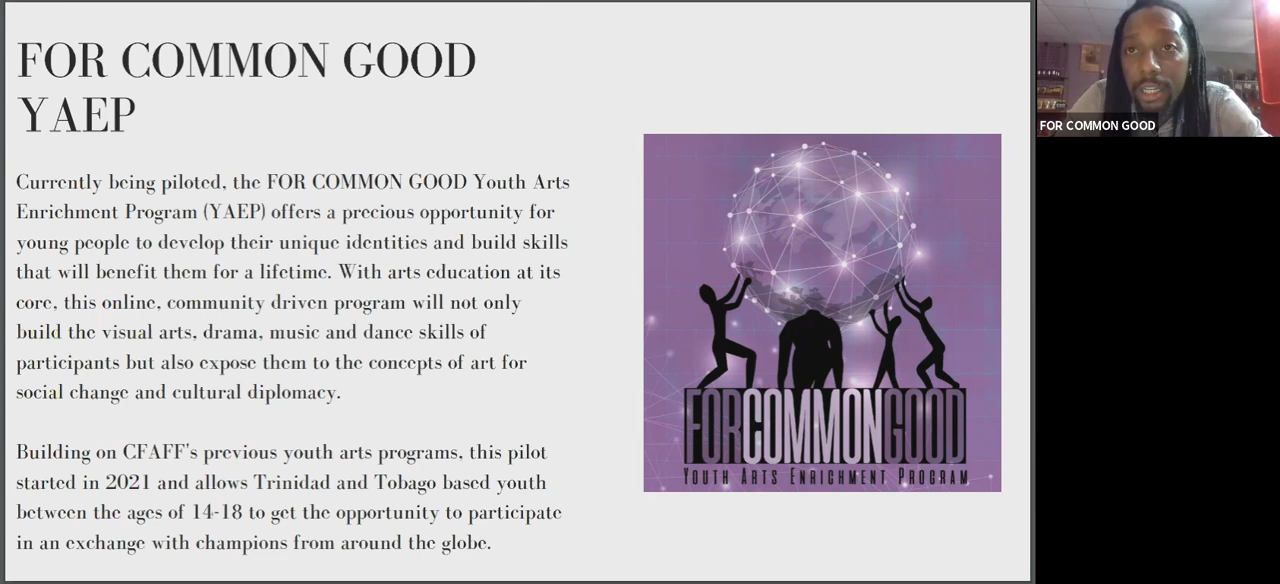 FOR COMMON GOOD
YAEP
Currently being piloted, the FOR COMMON GOOD Youth Arts
Enrichment Program (YAEP) offers a precious opportunity for
young people to develop their unique identities and build skills
that will benefit them for a lifetime. With arts education at its
core, this online, community driven program will not only
build the visual arts, drama, music and dance skills of
participants but also expose them to the concepts of art for
social change and cultural diplomacy.
Building on CFAFF's previous youth arts programs, this pilot
started in 2021 and allows Trinidad and Tobago based youth
between the ages of 14-18 to get the opportunity to participate
in an exchange with champions from around the globe.
FORCOMMONGOOD
YOUTH ARTS ENRICHMENT PROGRAM
FOR COMMON GOOD